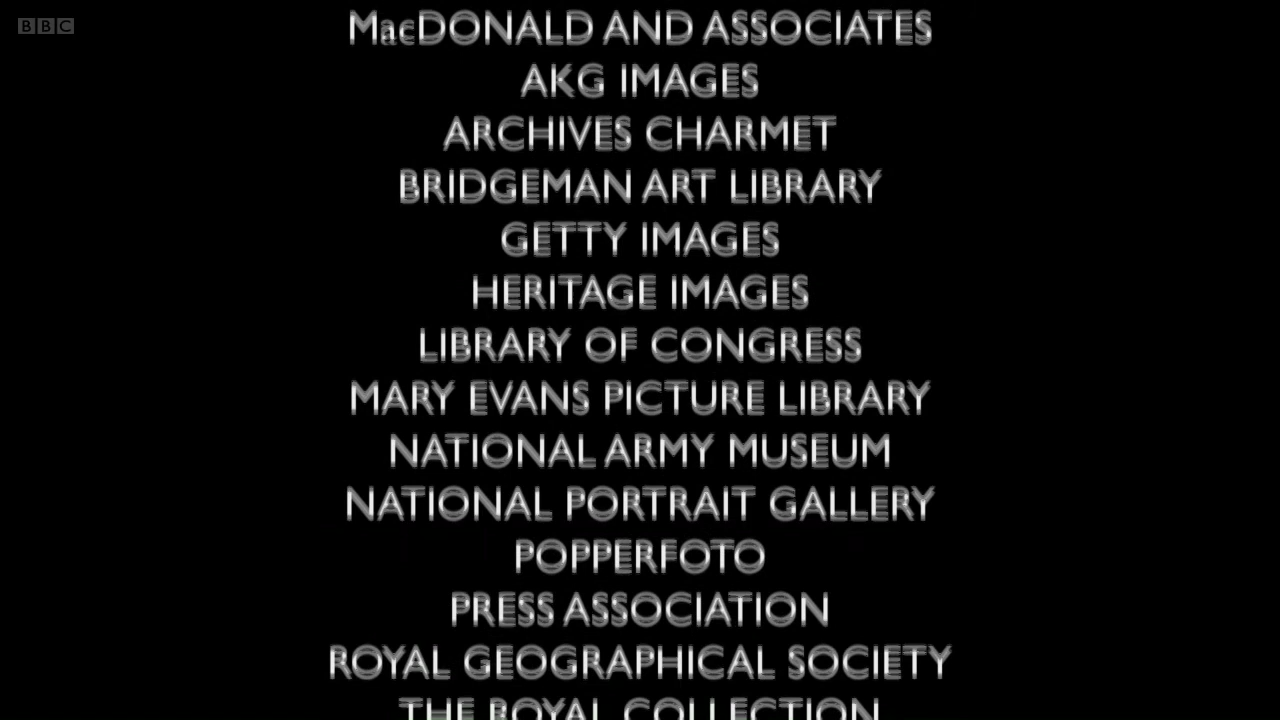 BBC
MacDONALD AND ASSOCIATES
AKG IMAGES
ARCHIVES CHARMET
BRIDGEMAN ART LIBRARY
GETTY IMAGES
HERITAGE IMAGES
LIBRARY OF CONGRESS
MARY EVANS PICTURE LIBRARY
NATIONAL ARMY MUSEUM
NATIONAL PORTRAIT GALLERY
POPPERFOTO
PRESS ASSOCIATION
ROYAL GEOGRAPHICAL SOCIETY
THE ROYAL COLLECTION